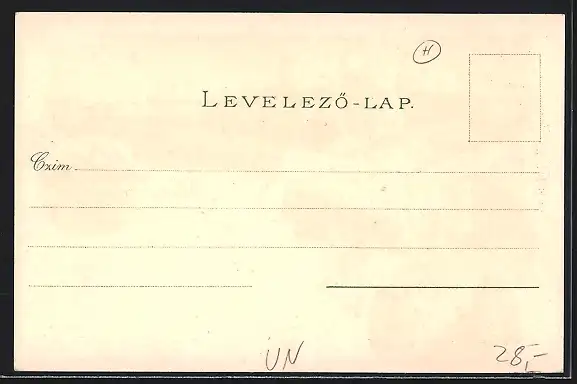 H
LEVELEZŐ-LAP.
Czim
UN
28,-